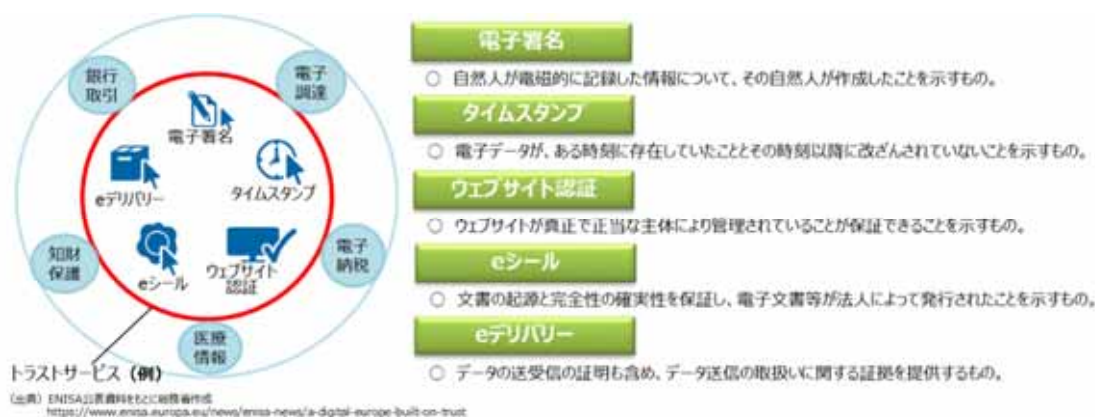 銀行
取引
電子
調達
電子署名
eデリバリー
タイムスタンプ
知財
保護
eシール
ウェブサイト
認証
電子
納税
医療
情報
トラストサービス（例）
（出典）ENISA公表資料をもとに総務省作成
https://www.enisa.europa.eu/news/enisa-news/a-digital-europe-built-on-trust
電子署名
○ 自然人が電磁的に記録した情報について、その自然人が作成したことを示すもの。
タイムスタンプ
○ 電子データが、ある時刻に存在していたこととその時刻以降に改ざんされていないことを示すもの。
ウェブサイト認証
○ ウェブサイトが真正で正当な主体により管理されていることが保証できることを示すもの。
eシール
○ 文書の起源と完全性の確実性を保証し、電子文書等が法人によって発行されたことを示すもの。
eデリバリー
○ データの送受信の証明も含め、データ送信の取扱いに関する証拠を提供するもの。